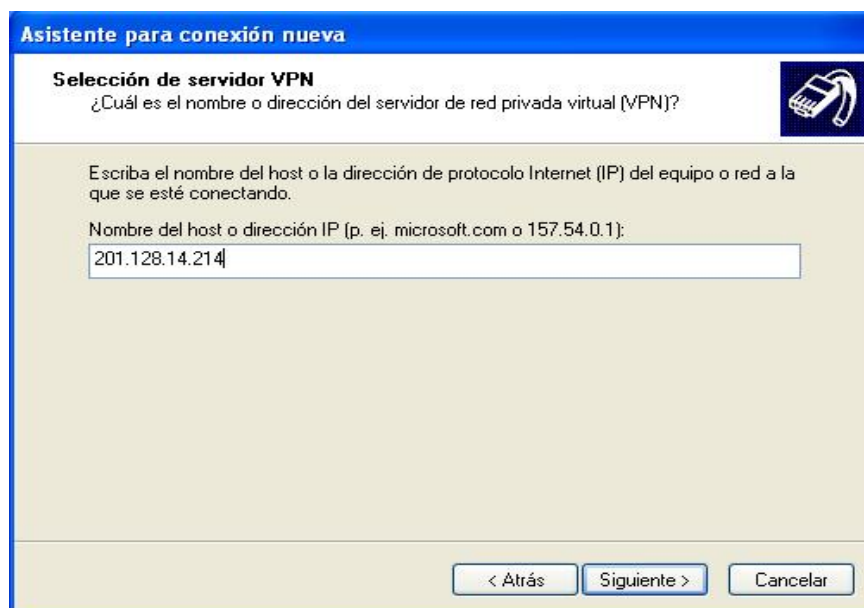 Asistente para conexión nueva
Selección de servidor VPN
¿Cuál es el nombre o dirección del servidor de red privada virtual (VPN)?
Escriba el nombre del host o la dirección de protocolo Internet (IP) del equipo o red a la
que se esté conectando.
Nombre del host o dirección IP (p. ej. microsoft.com o 157.54.0.1):
201.128.14.214
< Atrás
Siguiente >
Cancelar